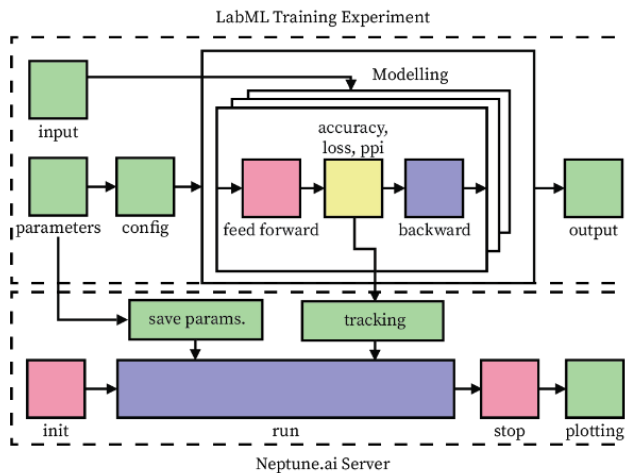 LabML Training Experiment
Modelling
input
accuracy,
loss, ppi
parameters
config
feed forward
backward
output
save params.
tracking
init
run
stop
plotting
Neptune.ai Server